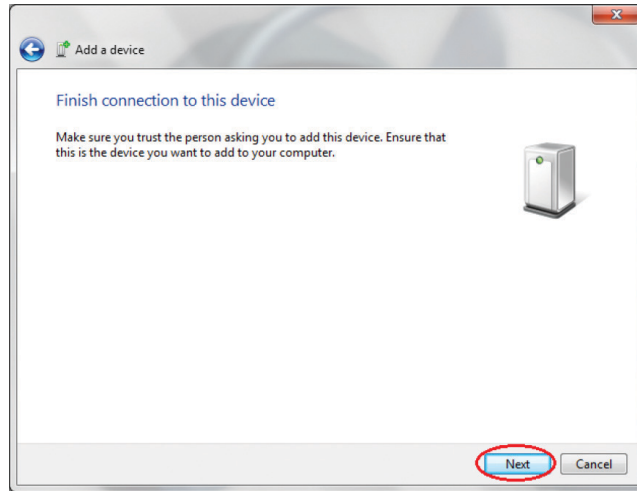 Add a device
Finish connection to this device
Make sure you trust the person asking you to add this device. Ensure that
this is the device you want to add to your computer.
Next
Cancel